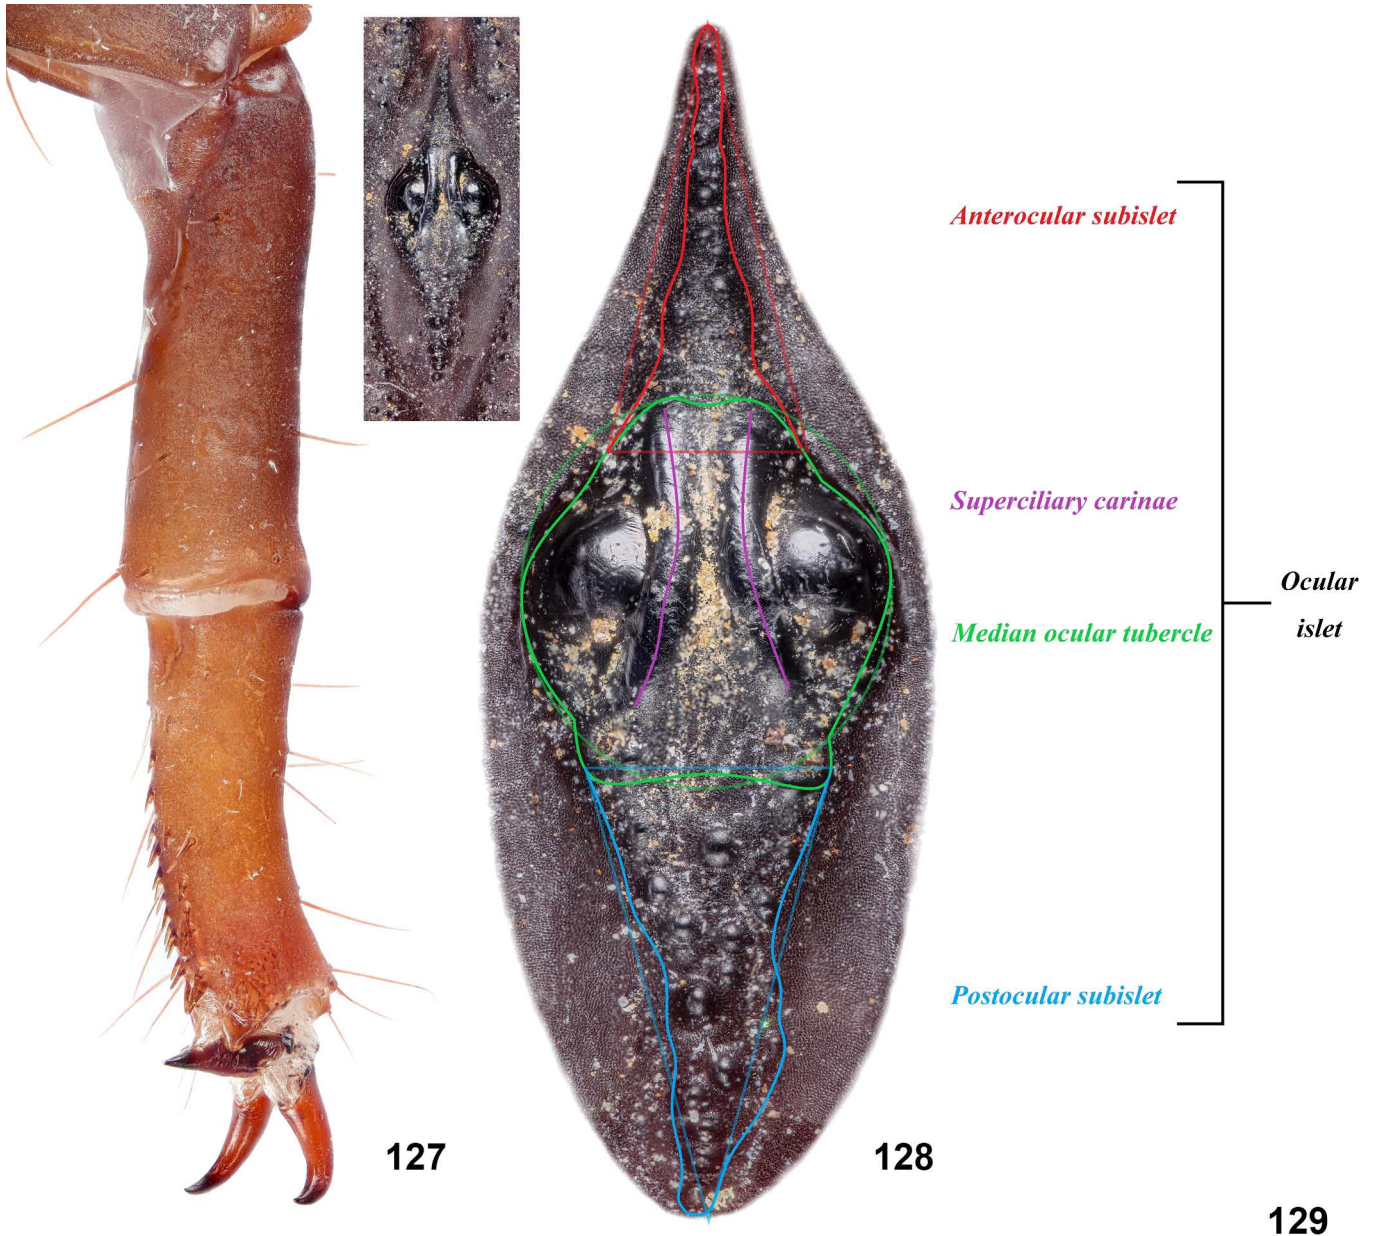 Anterocular subislet
Superciliary carinae
Ocular
islet
Median ocular tubercle
Postocular subislet
127
128
129